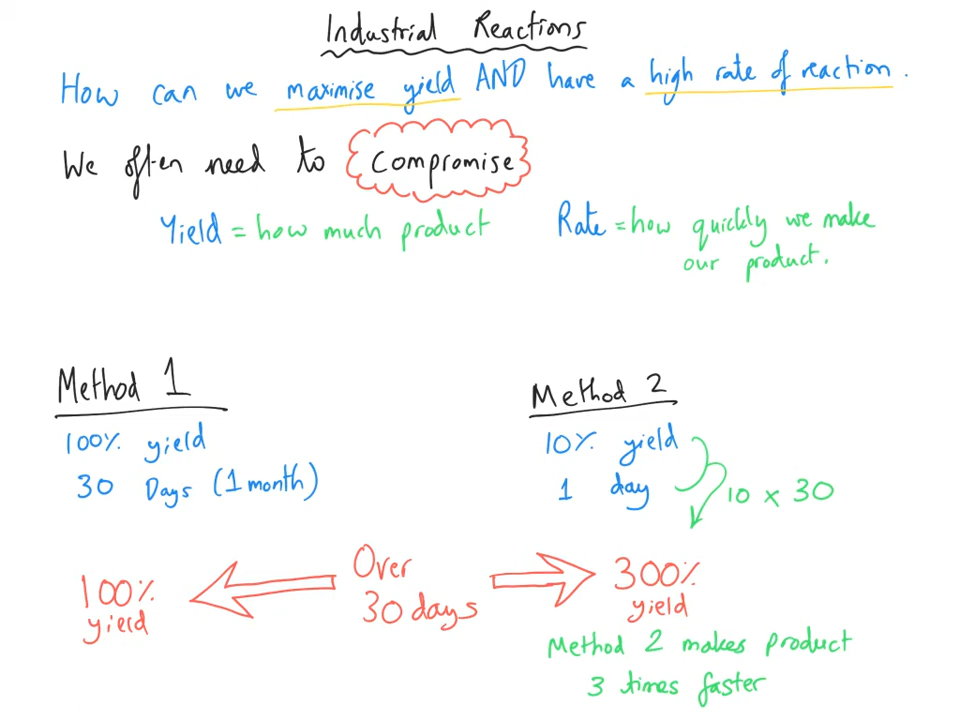 Industrial Reactions
How can we maximise yield AND have a high rate of reaction.
We often need to compromise
Yield = how much product
Rate = how quickly we make
our product.
Method 1
100% yield
30 Days (1 month)
Method 2
10% yield
1 day
10 x 30
Over
30 days
100%
yield
300%
yield
Method 2 makes product
3 times faster